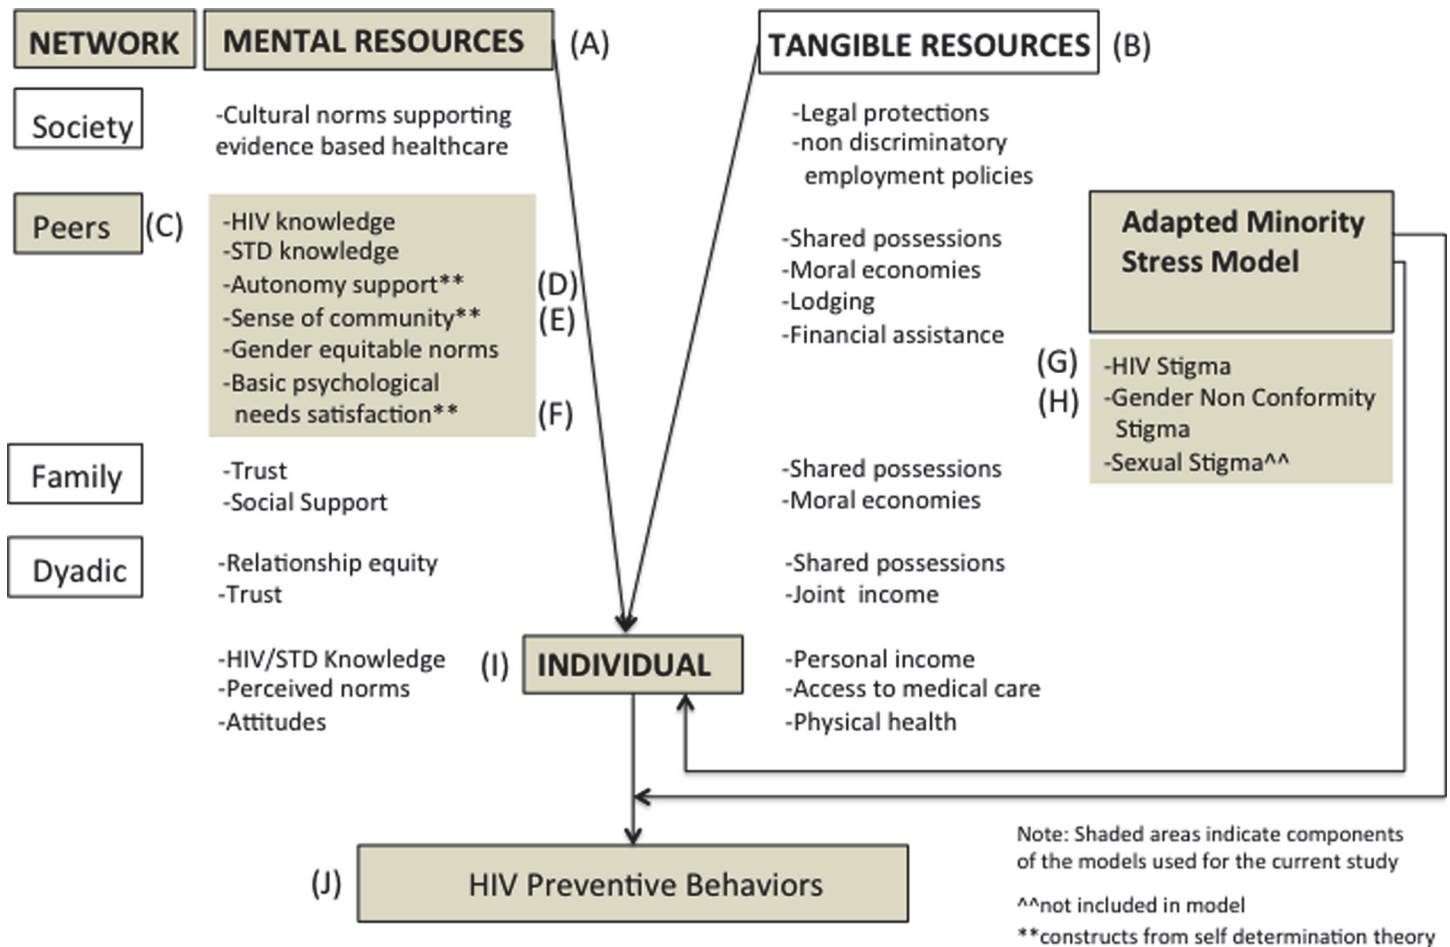 NETWORK
MENTAL RESOURCES
(A)
TANGIBLE RESOURCES
(B)
Society
-Cultural norms supporting
evidence based healthcare
-Legal protections
-non discriminatory
employment policies
Peers
(C)
-HIV knowledge
-STD knowledge
-Autonomy support**
(D)
-Sense of community**
(E)
-Gender equitable norms
-Basic psychological
needs satisfaction**
(F)
-Shared possessions
-Moral economies
-Lodging
-Financial assistance
Adapted Minority
Stress Model
(G)
-HIV Stigma
(H)
-Gender Non Conformity
Stigma
-Sexual Stigma^^
Family
-Trust
-Social Support
-Shared possessions
-Moral economies
Dyadic
-Relationship equity
-Trust
-Shared possessions
-Joint income
-HIV/STD Knowledge
-Perceived norms
-Attitudes
(I)
INDIVIDUAL
-Personal income
-Access to medical care
-Physical health
(J)
HIV Preventive Behaviors
Note: Shaded areas indicate components
of the models used for the current study
^^not included in model
**constructs from self determination theory